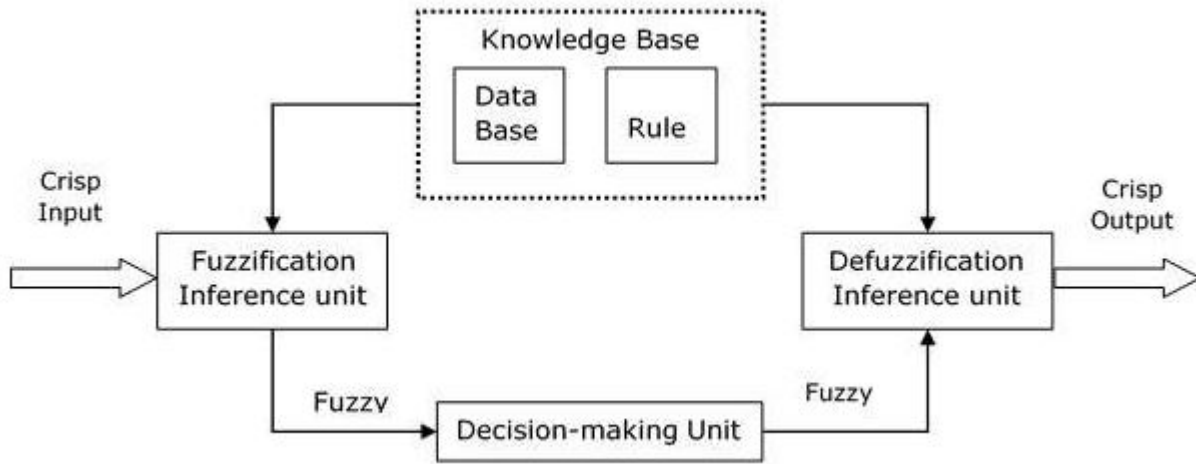 Knowledge Base
Data
Base
Rule
Crisp
Input
Crisp
Output
Fuzzification
Inference unit
Defuzzification
Inference unit
Fuzzy
Fuzzy
Decision-making Unit